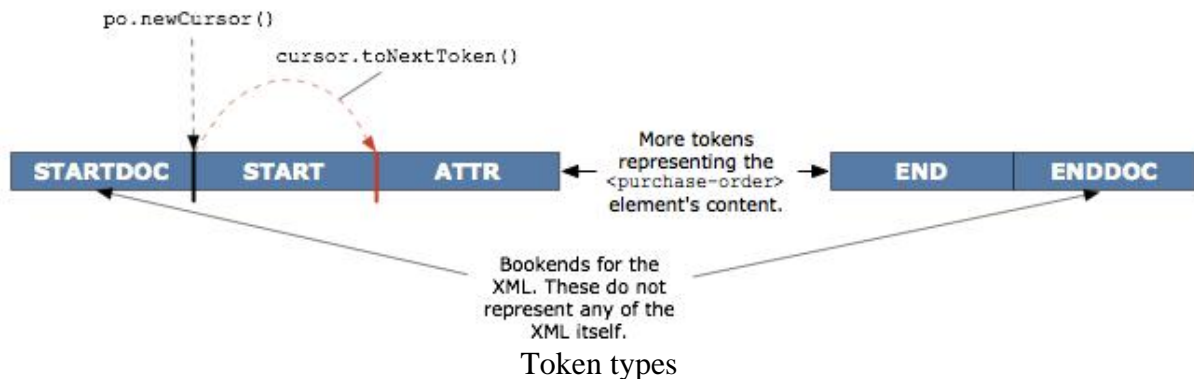 po.newCursor()
cursor.toNextToken()
STARTDOC
START
ATTR
More tokens
representing the
<purchase-order>
element's content.
END
ENDDOC
Bookends for the
XML. These do not
represent any of the
XML itself.
Token types